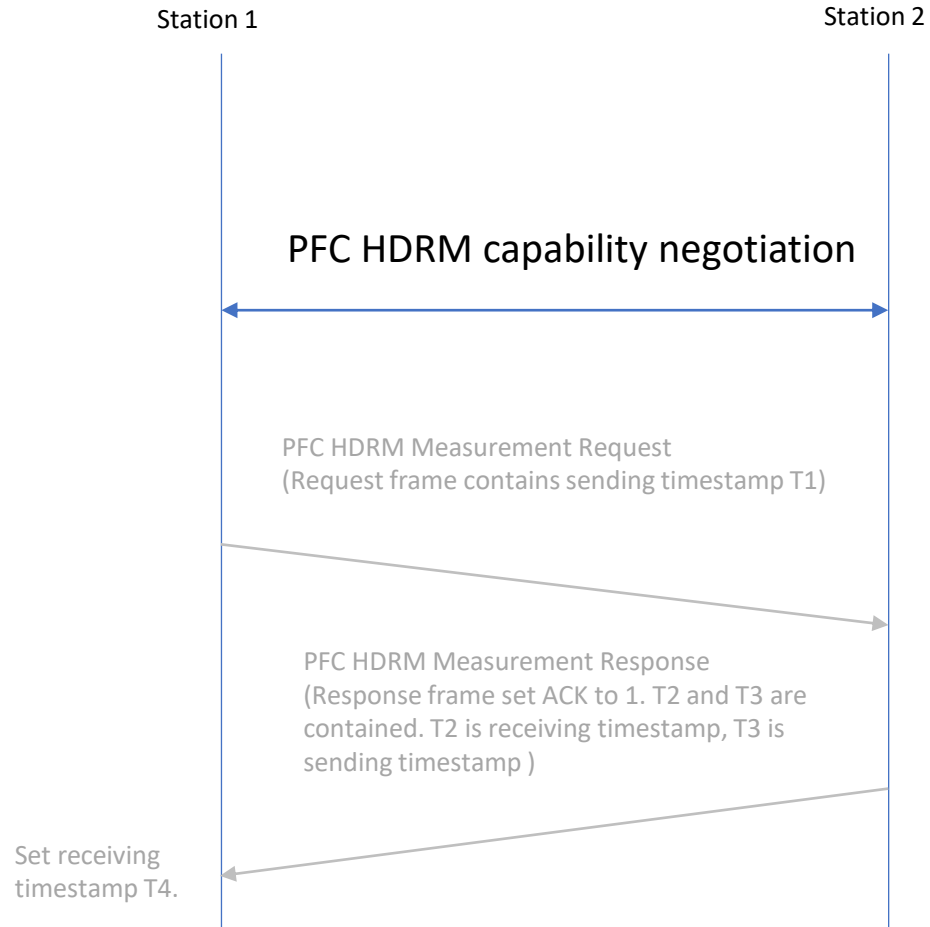 Station 1
Station 2
PFC HDRM capability negotiation
PFC HDRM Measurement Request
(Request frame contains sending timestamp T1)
PFC HDRM Measurement Response
(Response frame set ACK to 1. T2 and T3 are
contained. T2 is receiving timestamp, T3 is
sending timestamp )
Set receiving
timestamp T4.